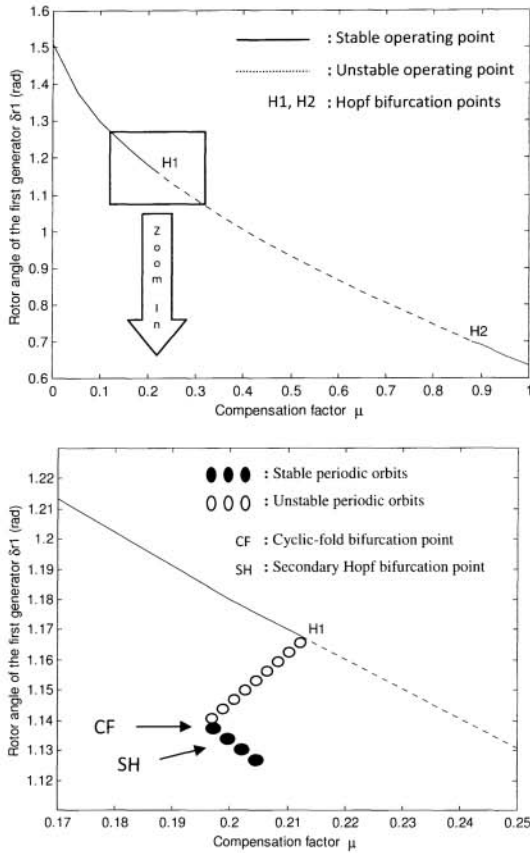 1.6
1.5
1.4
1.3
1.2
1.1
1
0.9
0.8
0.7
0.6
Rotor angle of the first generator δr1 (rad)
: Stable operating point
: Unstable operating point
H1, H2 : Hopf bifurcation points
H1
Zoom In
H2
0 0.1 0.2 0.3 0.4 0.5 0.6 0.7 0.8 0.9 1
Compensation factor μ
1.22
1.21
1.2
1.19
1.18
1.17
1.16
1.15
1.14
1.13
1.12
Rotor angle of the first generator δr1 (rad)
: Stable periodic orbits
: Unstable periodic orbits
CF : Cyclic-fold bifurcation point
SH : Secondary Hopf bifurcation point
H1
CF
SH
0.17 0.18 0.19 0.2 0.21 0.22 0.23 0.24 0.25
Compensation factor μ